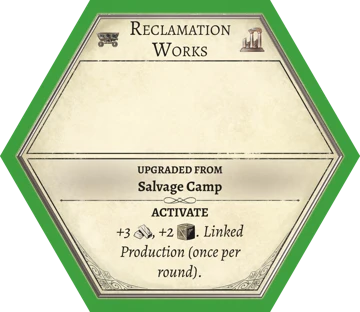 Reclamation
Works
UPGRADED FROM
Salvage Camp
ACTIVATE
+3 , +2 . Linked
Production (once per
round).